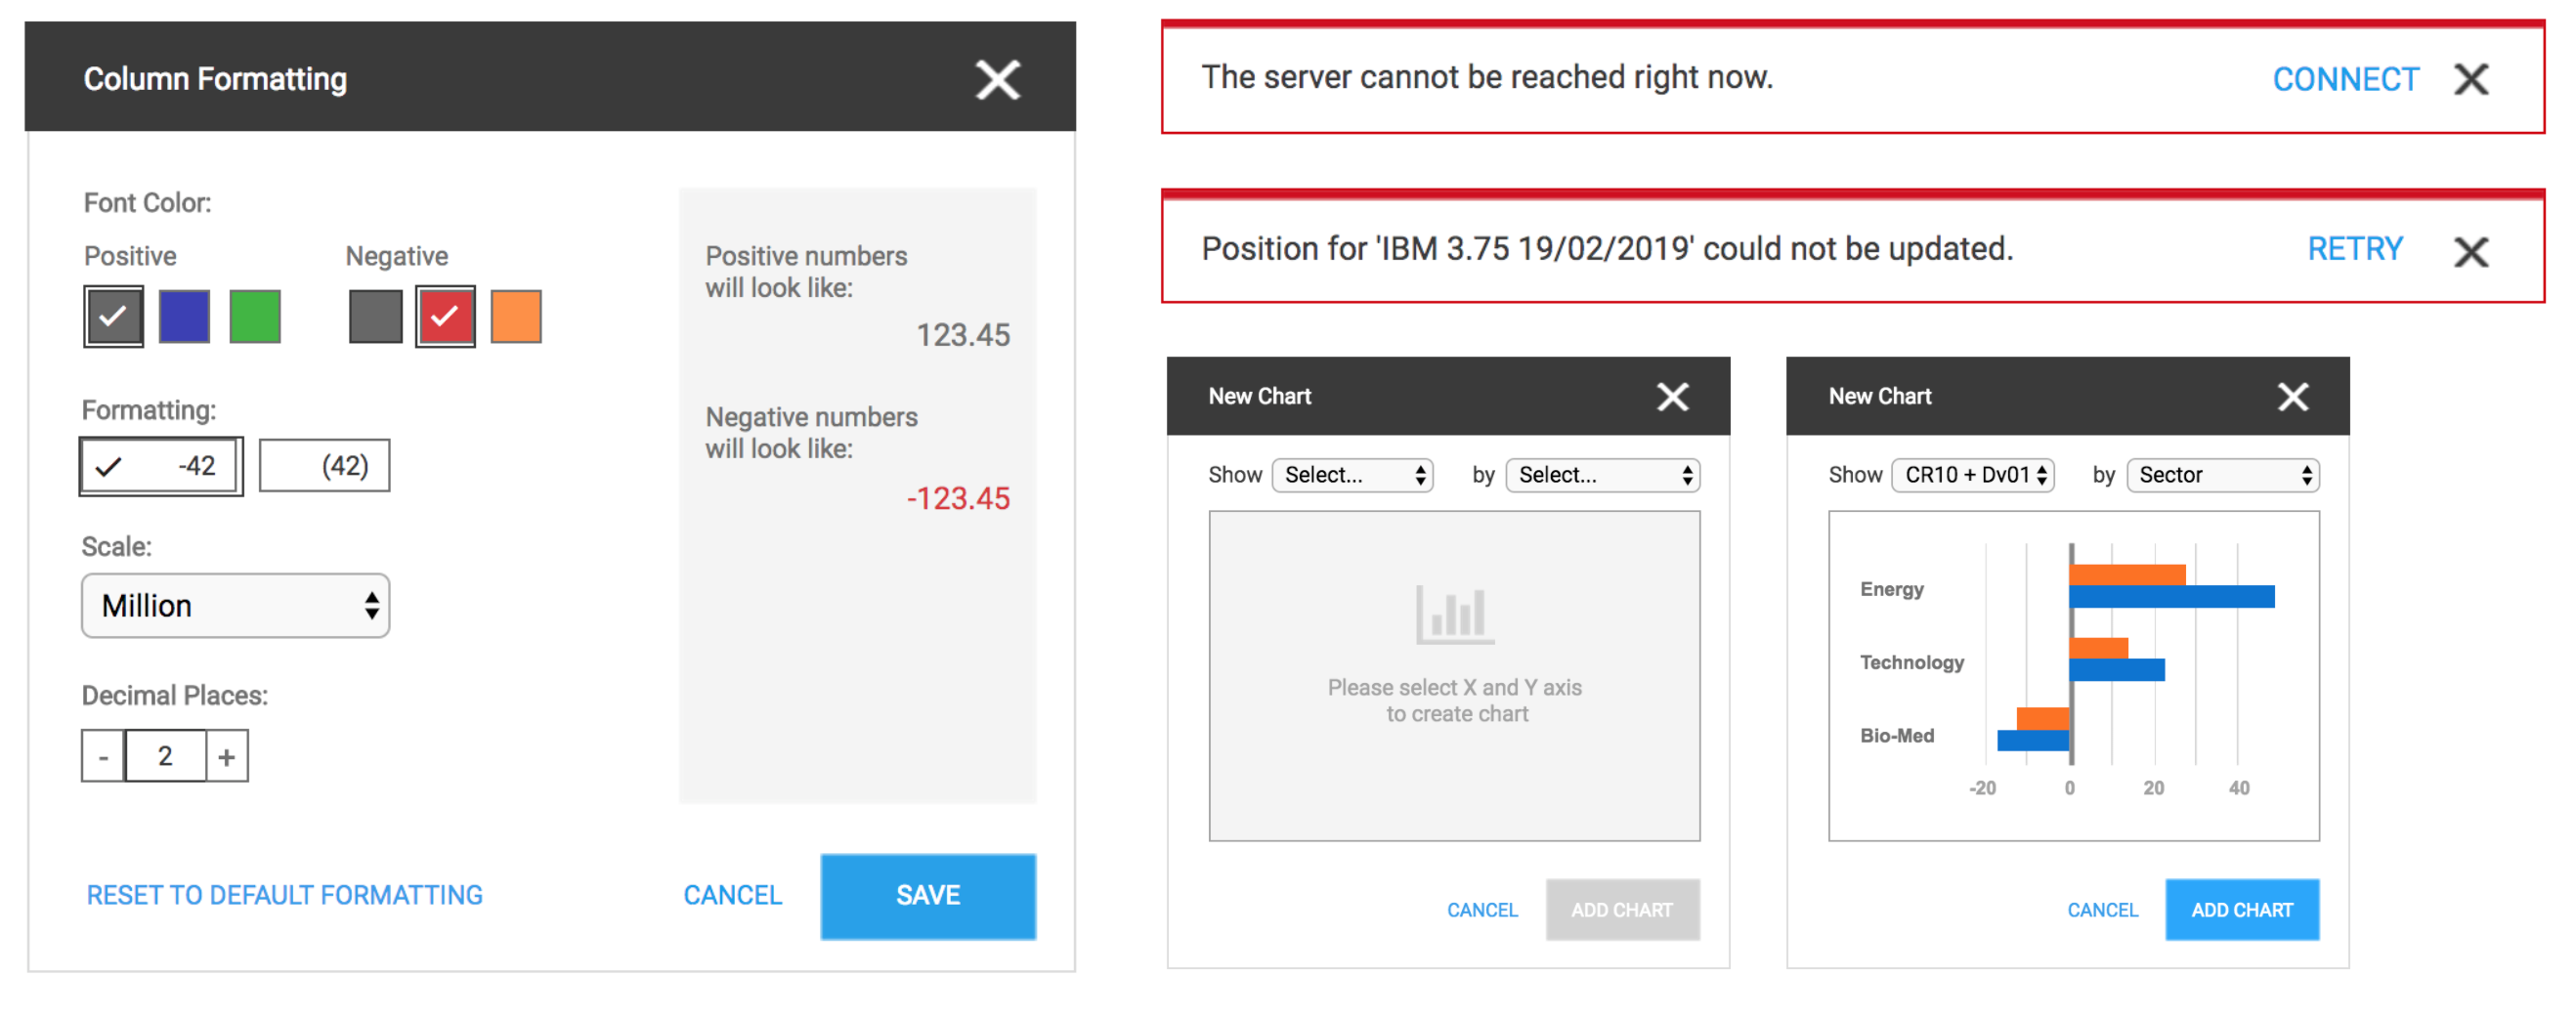 Column Formatting
Font Color:
Positive
Negative
Formatting:
-42
(42)
Scale:
Million
Decimal Places:
- 2 +
Positive numbers
will look like:
123.45
Negative numbers
will look like:
-123.45
RESET TO DEFAULT FORMATTING
CANCEL
SAVE
The server cannot be reached right now.
CONNECT
Position for 'IBM 3.75 19/02/2019' could not be updated.
RETRY
New Chart
Show Select... by Select...
Please select X and Y axis
to create chart
CANCEL
ADD CHART
New Chart
Show CR10 + Dv01 by Sector
Energy
Technology
Bio-Med
-20 0 20 40
CANCEL
ADD CHART